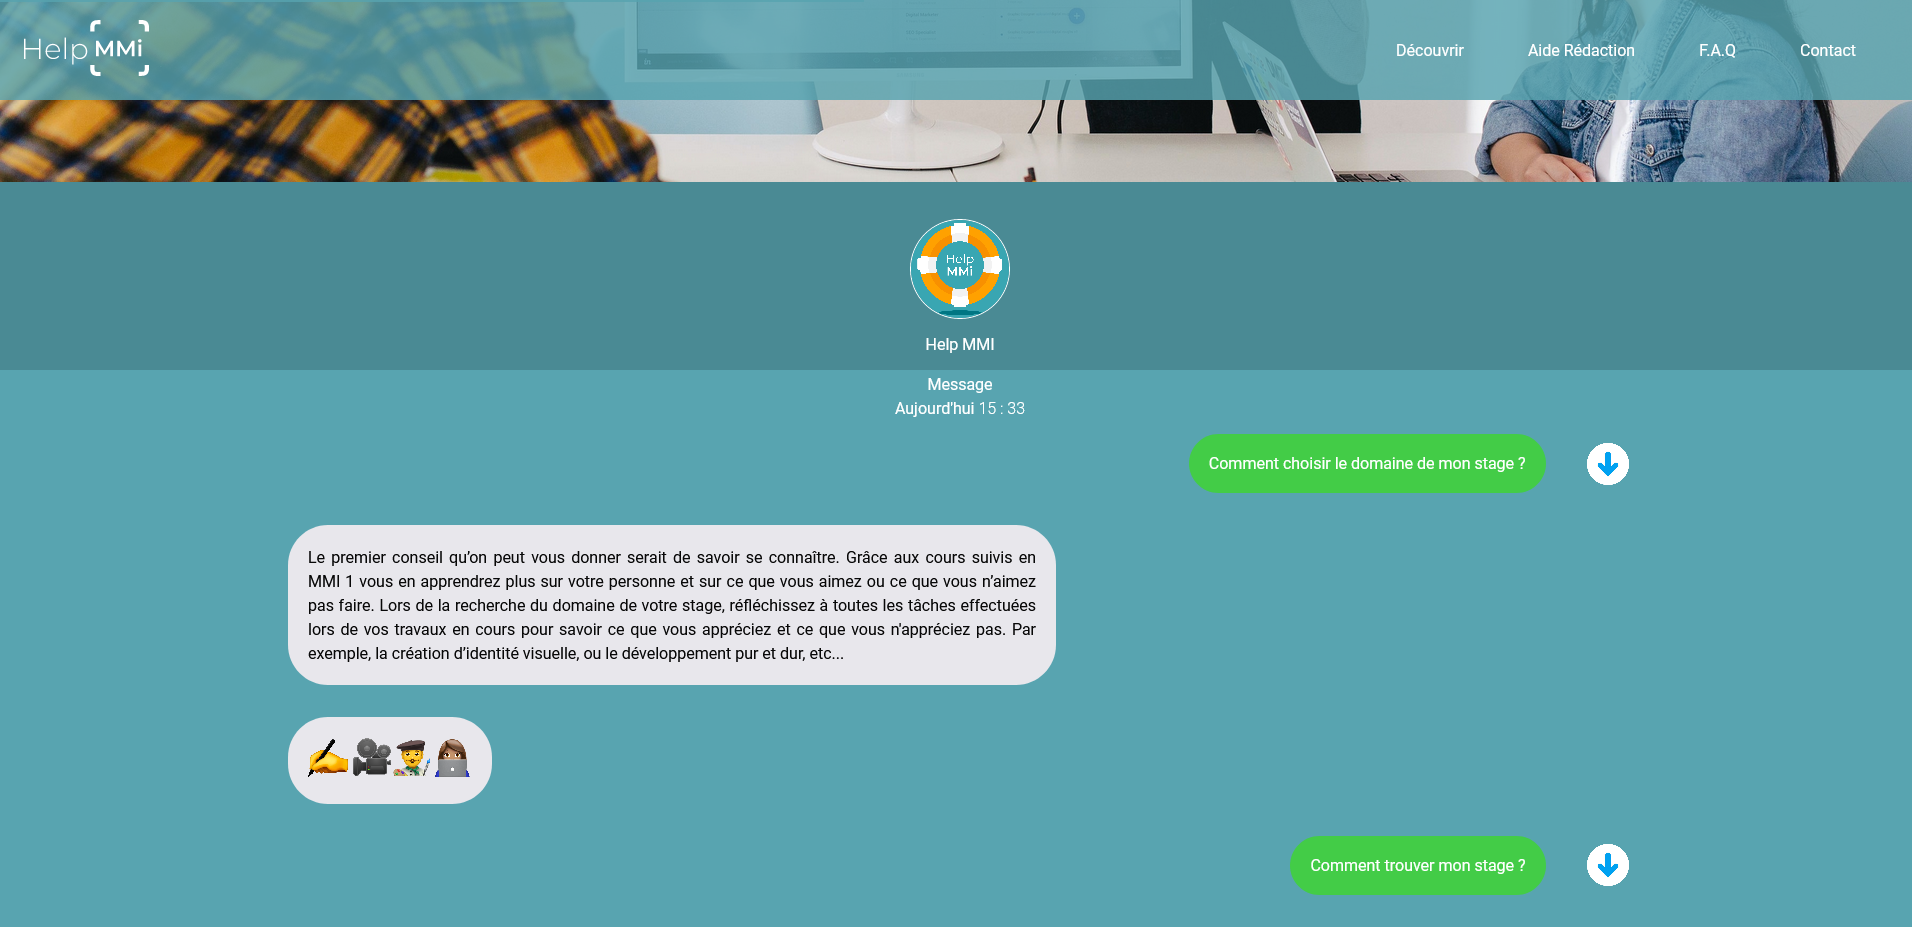 Help MMi
Découvrir
Aide Rédaction
F.A.Q
Contact
Help
MMi
Help MMI
Message
Aujourd'hui 15 : 33
Comment choisir le domaine de mon stage ?
Le premier conseil qu’on peut vous donner serait de savoir se connaître. Grâce aux cours suivis en
MMI 1 vous en apprendrez plus sur votre personne et sur ce que vous aimez ou ce que vous n’aimez
pas faire. Lors de la recherche du domaine de votre stage, réfléchissez à toutes les tâches effectuées
lors de vos travaux en cours pour savoir ce que vous appréciez et ce que vous n'appréciez pas. Par
exemple, la création d’identité visuelle, ou le développement pur et dur, etc...
Comment trouver mon stage ?